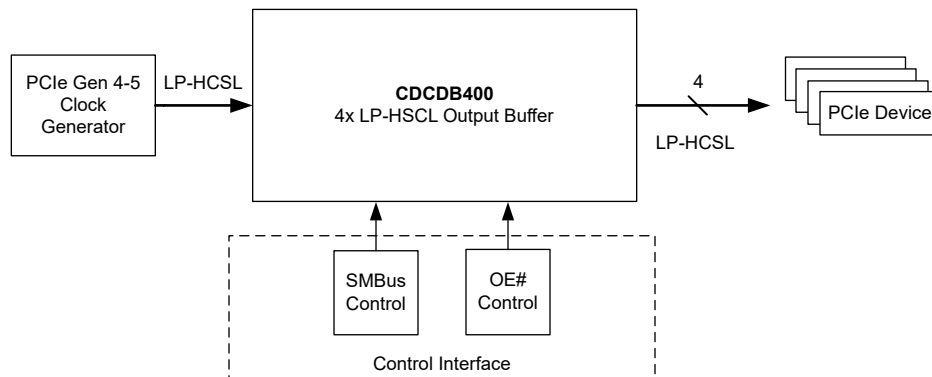 PCIe Gen 4-5
Clock
Generator
LP-HCSL
CDCDB400
4x LP-HSCL Output Buffer
4
LP-HCSL
PCIe Device
SMBus
Control
OE#
Control
Control Interface